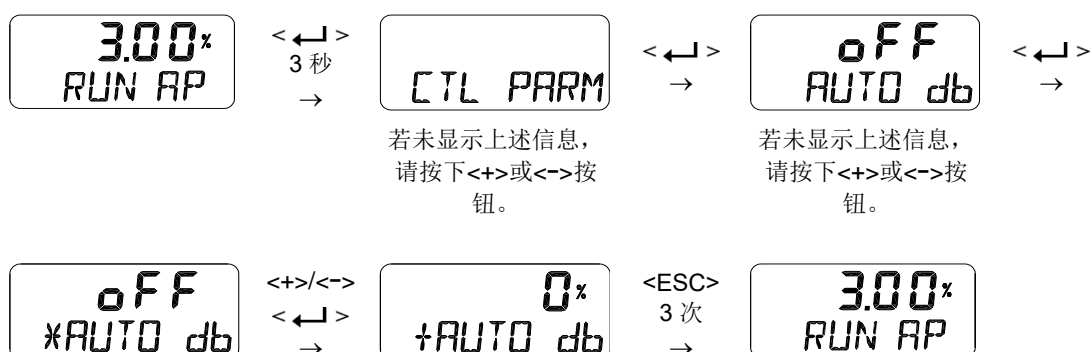 3.00% <↵> <↵> oFF <↵>
RUN AP 3 秒 CTL PARM → AUTO db →
→
若未显示上述信息， 若未显示上述信息，
请按下<+>或<->按 请按下<+>或<->按
钮。 钮。
oFF <+>/<-> 0% <ESC> 3.00%
*AUTO db <↵> +AUTO db 3 次 RUN AP
→ →